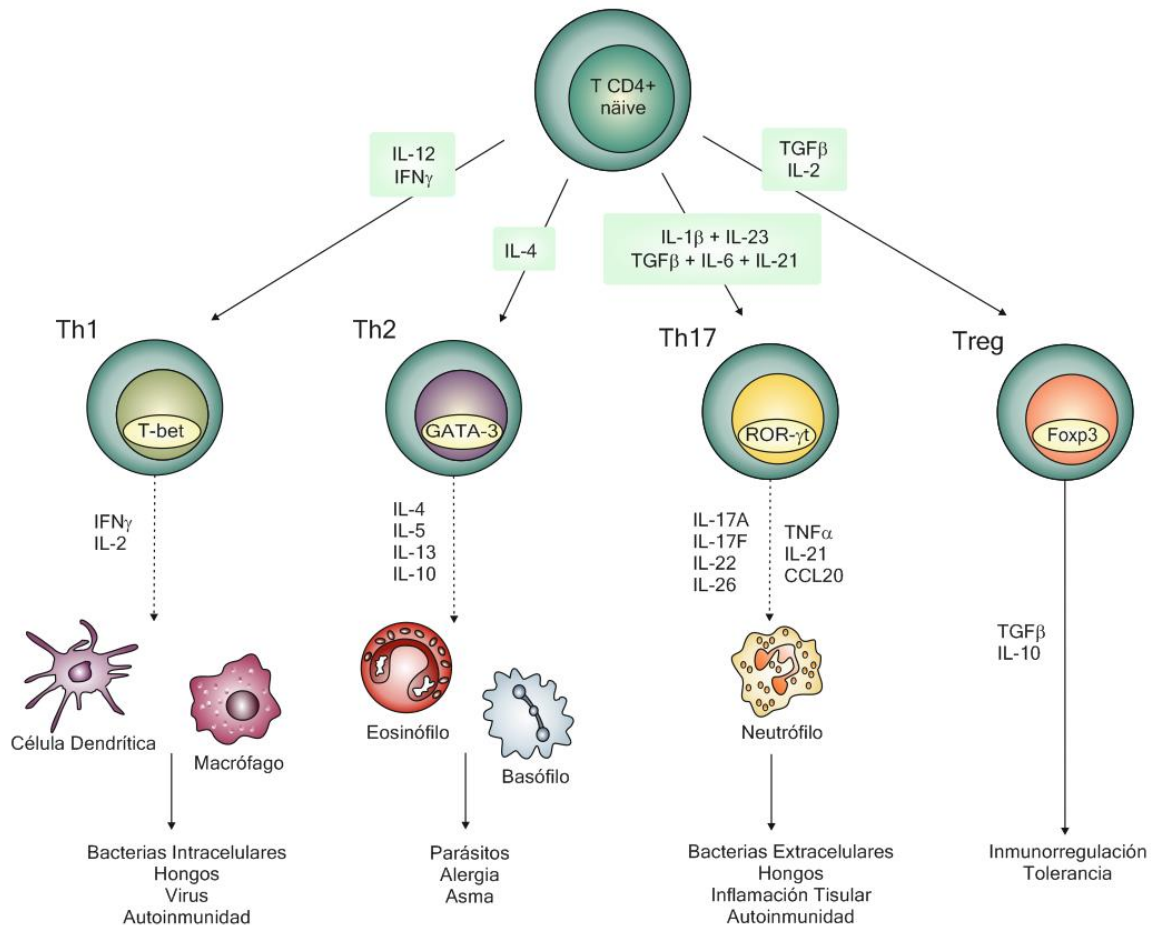 T CD4+
näive
IL-12
IFNγ
IL-4
IL-1β + IL-23
TGFβ + IL-6 + IL-21
TGFβ
IL-2
Th1
T-bet
Th2
GATA-3
Th17
ROR-γt
Treg
Foxp3
IFNγ
IL-2
IL-4
IL-5
IL-13
IL-10
IL-17A
IL-17F
IL-22
IL-26
TNFα
IL-21
CCL20
TGFβ
IL-10
Célula Dendrítica
Macrófago
Eosinófilo
Basófilo
Neutrófilo
Bacterias Intracelulares
Hongos
Virus
Autoinmunidad
Parásitos
Alergia
Asma
Bacterias Extracelulares
Hongos
Inflamación Tisular
Autoinmunidad
Inmunorregulación
Tolerancia